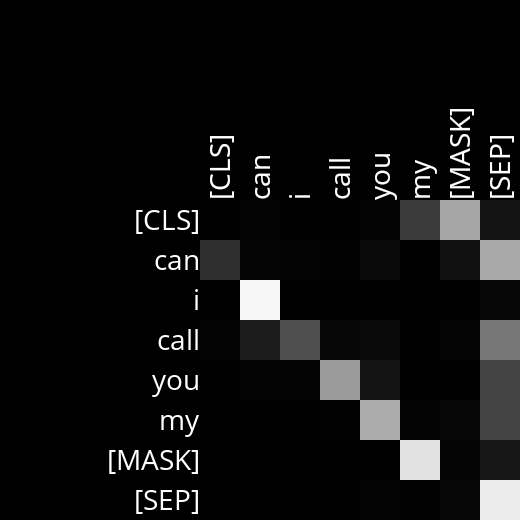 [CLS] can i call you my [MASK] [SEP]
[CLS]
can
i
call
you
my
[MASK]
[SEP]